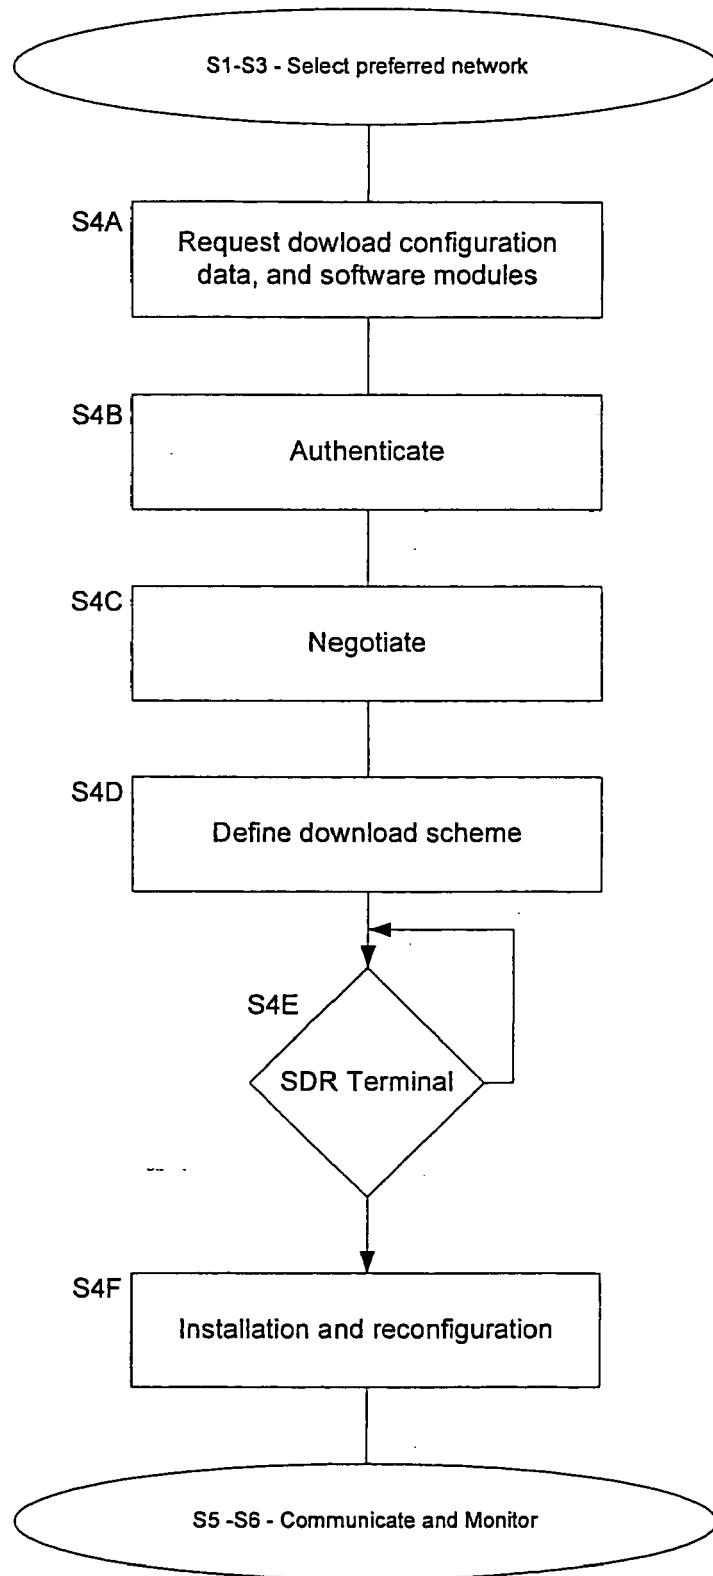 S1-S3 - Select preferred network
S4A
Request dowload configuration
data, and software modules
S4B
Authenticate
S4C
Negotiate
S4D
Define download scheme
S4E
SDR Terminal
S4F
Installation and reconfiguration
S5 -S6 - Communicate and Monitor